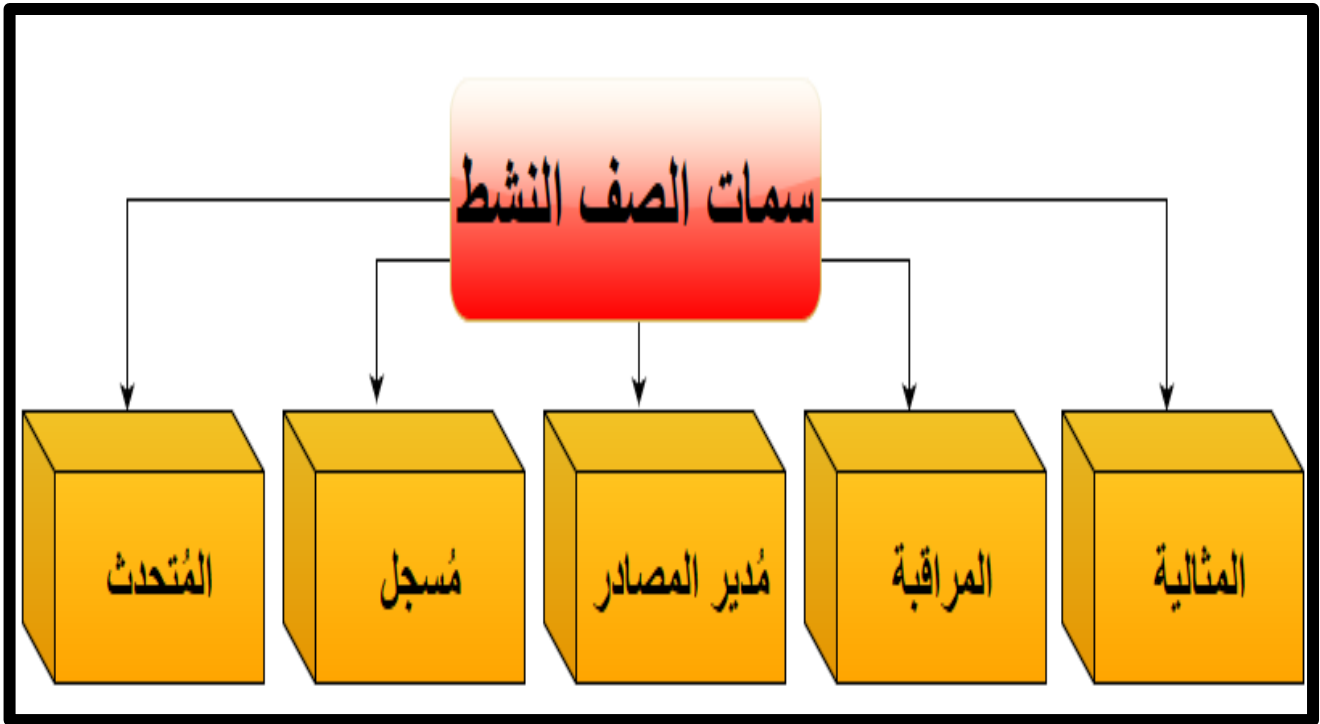 سمات الصف النشط
المثالية
المراقبة
مُدير المصادر
مُسجل
المُتحدث